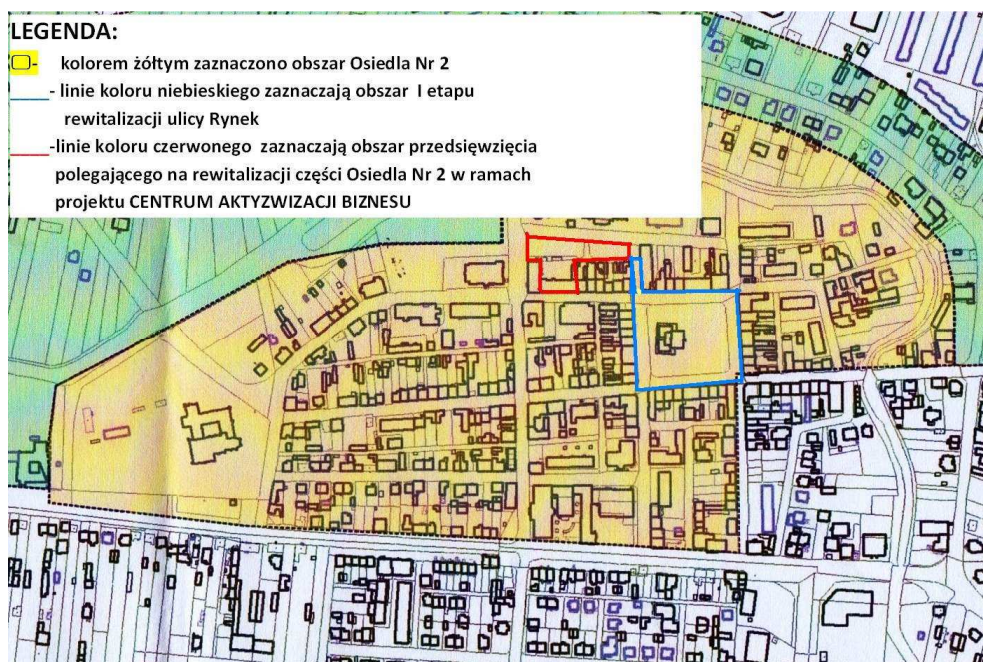 LEGENDA:
- kolorem żółtym zaznaczono obszar Osiedla Nr 2
- linie koloru niebieskiego zaznaczają obszar I etapu
rewitalizacji ulicy Rynek
-linie koloru czerwonego zaznaczają obszar przedsięwzięcia
polegającego na rewitalizacji części Osiedla Nr 2 w ramach
projektu CENTRUM AKTYZWIZACJI BIZNESU